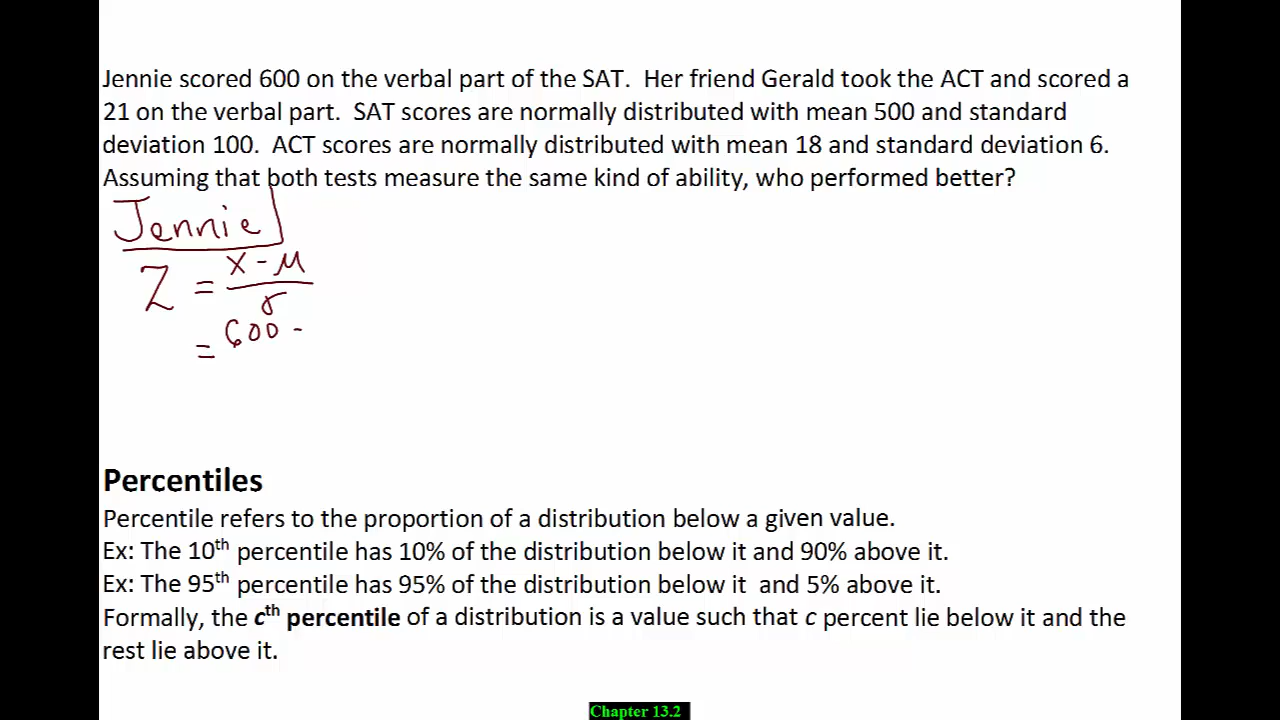 Jennie scored 600 on the verbal part of the SAT.  Her friend Gerald took the ACT and scored a
21 on the verbal part.  SAT scores are normally distributed with mean 500 and standard
deviation 100.  ACT scores are normally distributed with mean 18 and standard deviation 6.
Assuming that both tests measure the same kind of ability, who performed better?
Jennie
Z = (x - μ)/σ
= 600 -
Percentiles
Percentile refers to the proportion of a distribution below a given value.
Ex: The 10th percentile has 10% of the distribution below it and 90% above it.
Ex: The 95th percentile has 95% of the distribution below it  and 5% above it.
Formally, the cth percentile of a distribution is a value such that c percent lie below it and the
rest lie above it.
Chapter 13.2